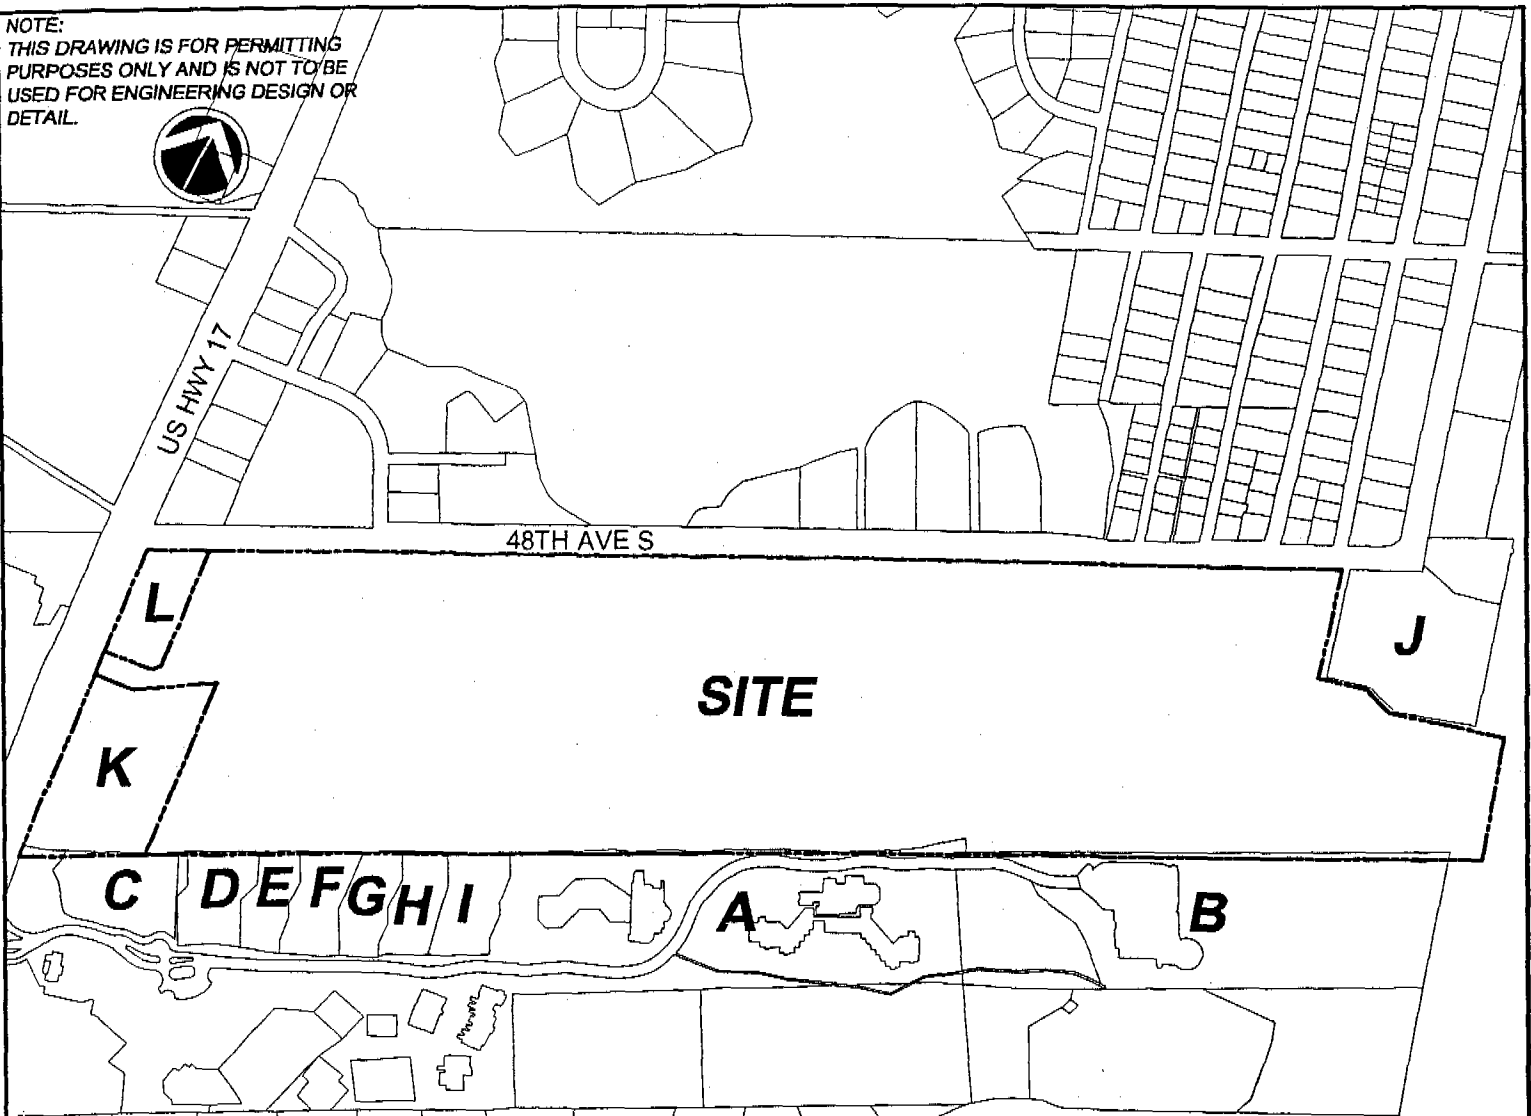 NOTE:
THIS DRAWING IS FOR PERMITTING
PURPOSES ONLY AND IS NOT TO BE
USED FOR ENGINEERING DESIGN OR
DETAIL.
US HWY 17
48TH AVE S
L
J
SITE
K
C
D
E
F
G
H
I
A
B